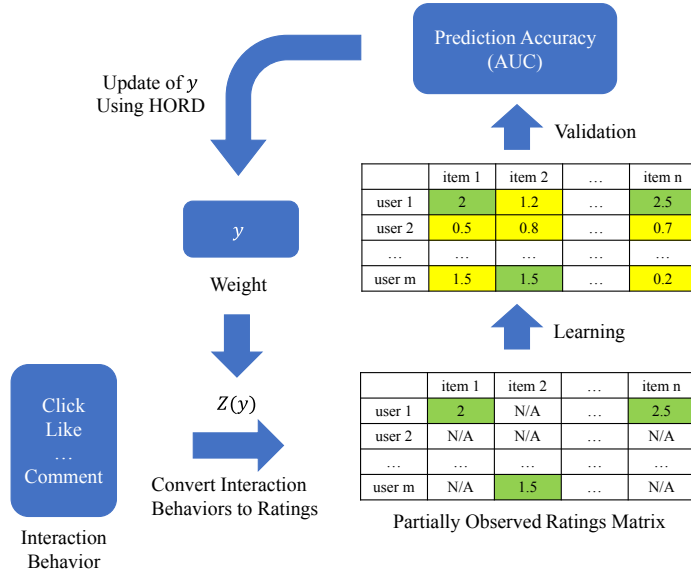 Prediction Accuracy
(AUC)
Update of y
Using HORD
Validation
item 1 item 2 … item n
user 1 2 1.2 … 2.5
user 2 0.5 0.8 … 0.7
… … … … …
user m 1.5 1.5 … 0.2
y
Weight
Learning
Z(y)
item 1 item 2 … item n
user 1 2 N/A … 2.5
user 2 N/A N/A … N/A
… … … … …
user m N/A 1.5 … N/A
Click
Like
…
Comment
Convert Interaction
Behaviors to Ratings
Partially Observed Ratings Matrix
Interaction
Behavior